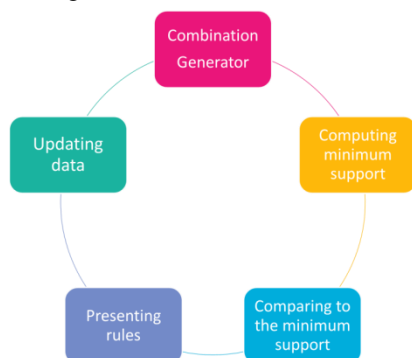 Combination
Generator
Computing
minimum
support
Comparing to
the minimum
support
Presenting
rules
Updating
data